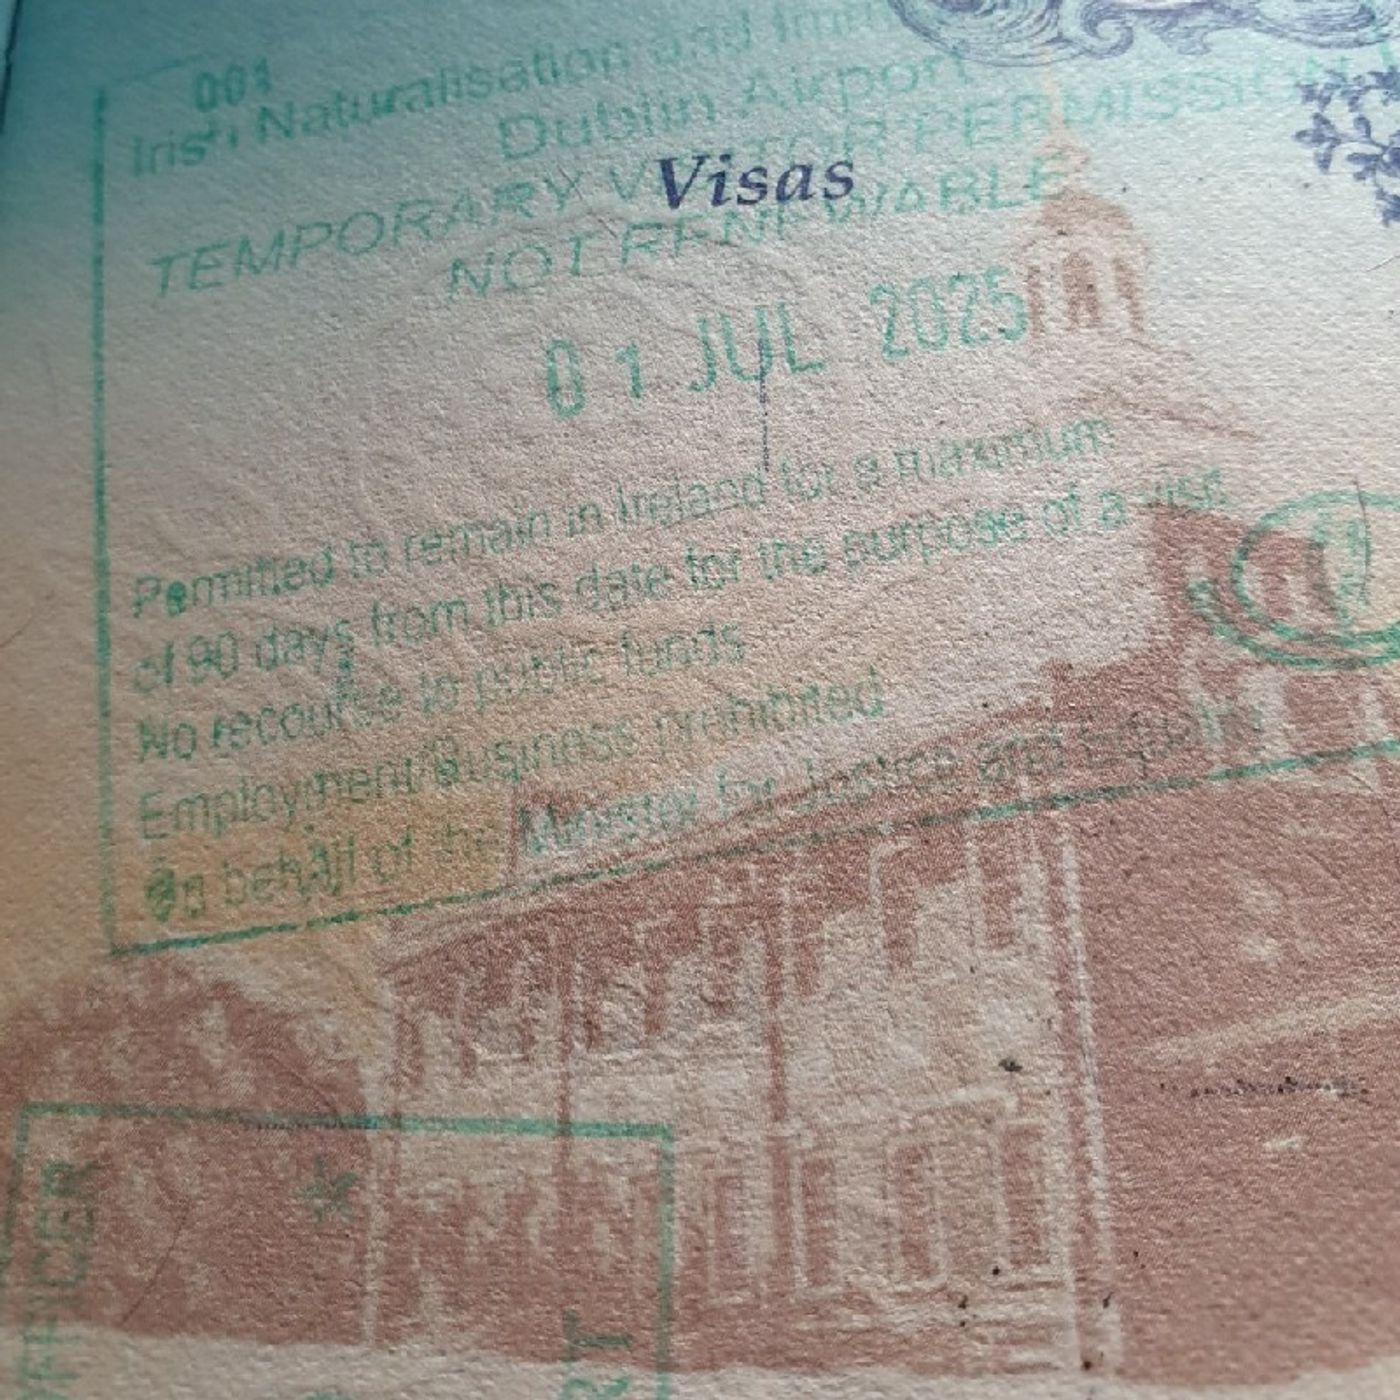 001
Irish Naturalisation and Imm
Dublin Airport
TEMPORARY VISITOR PERMISSION
Visas
NOT RENEWABLE
01 JUL 2025
Permitted to remain in Ireland for a maximum
of 90 days from this date for the purpose of a visit
No recourse to public funds
Employment/Business prohibited
On behalf of the Minister for Justice and Equality